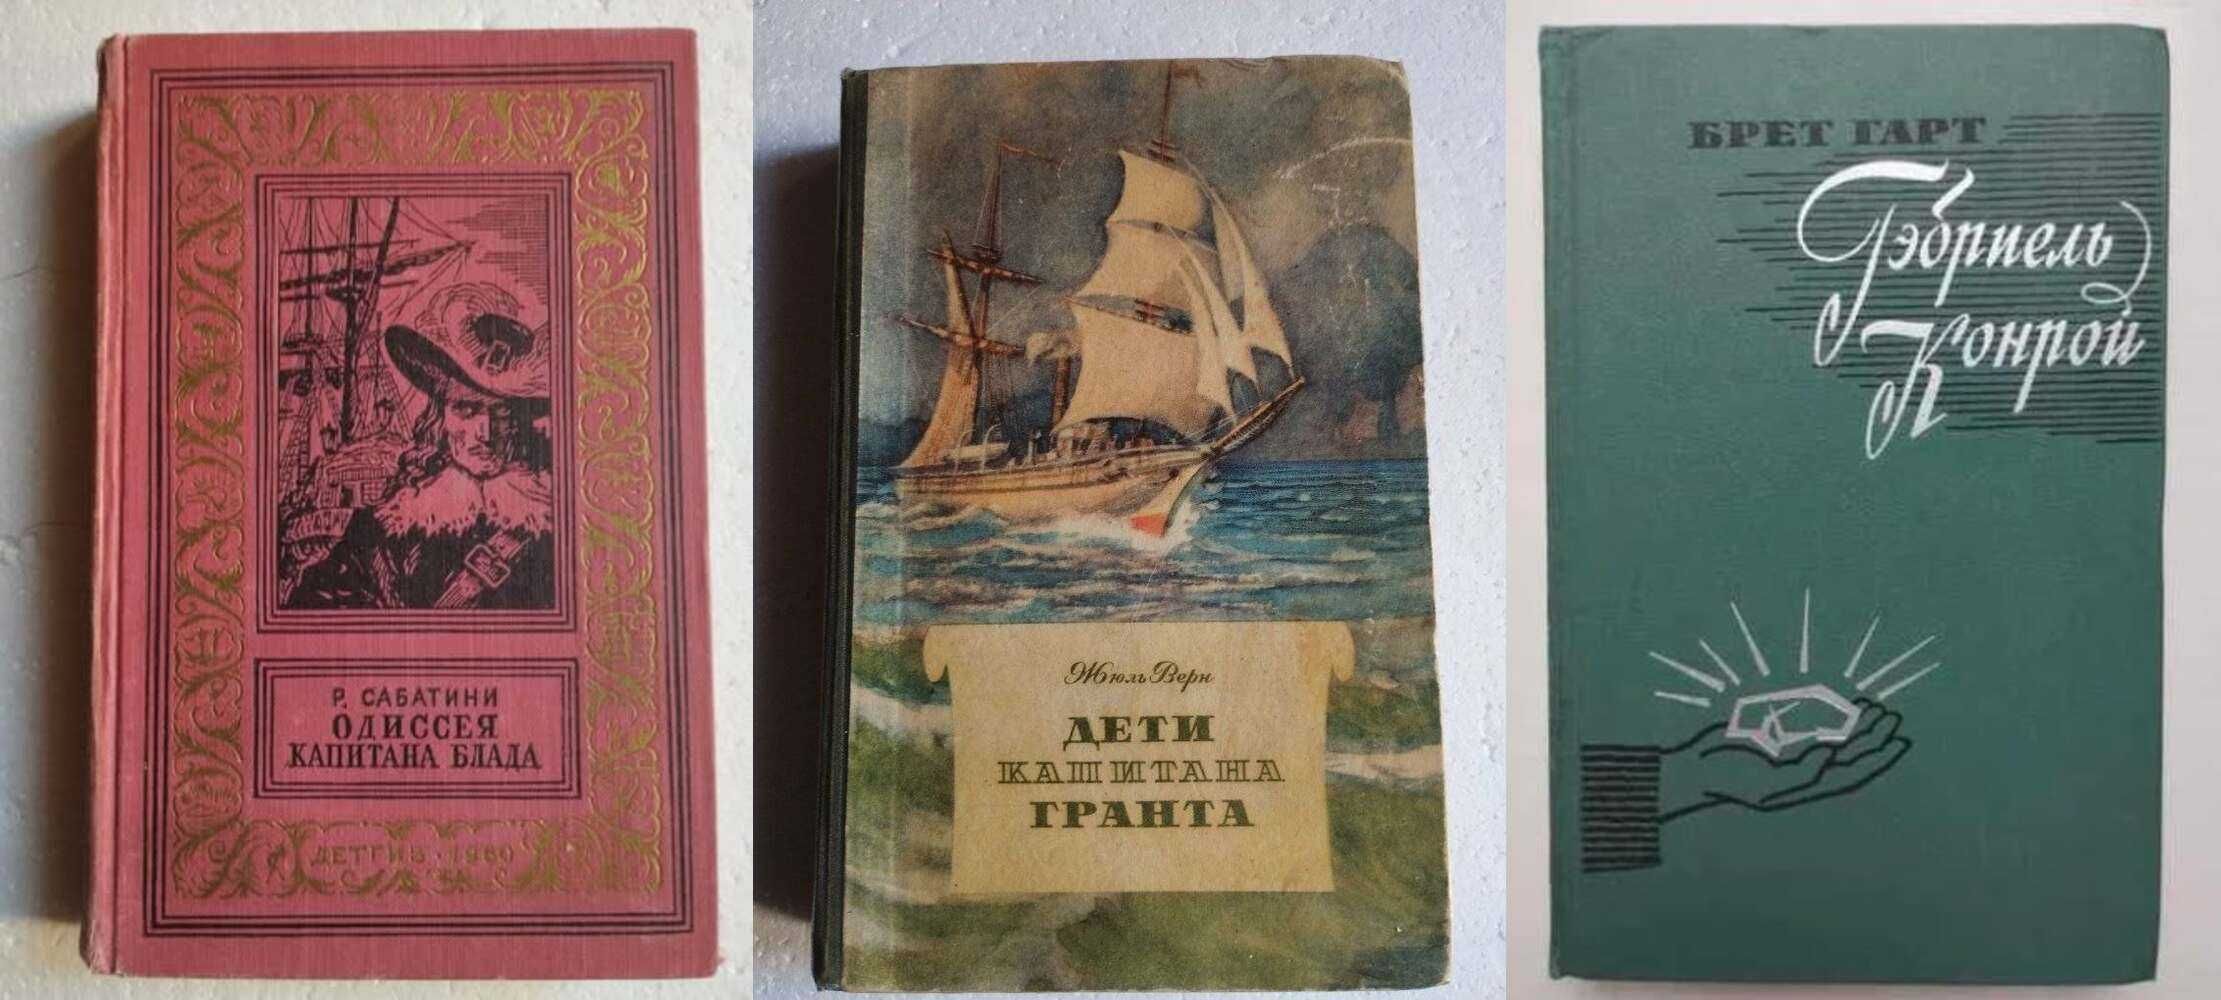 Р. САБАТИНИ
ОДИССЕЯ
КАПИТАНА БЛАДА
ДЕТГИЗ · 1960
Жюль Верн
ДЕТИ
КАПИТАНА
ГРАНТА
БРЕТ ГАРТ
Гэбриель
Конрой